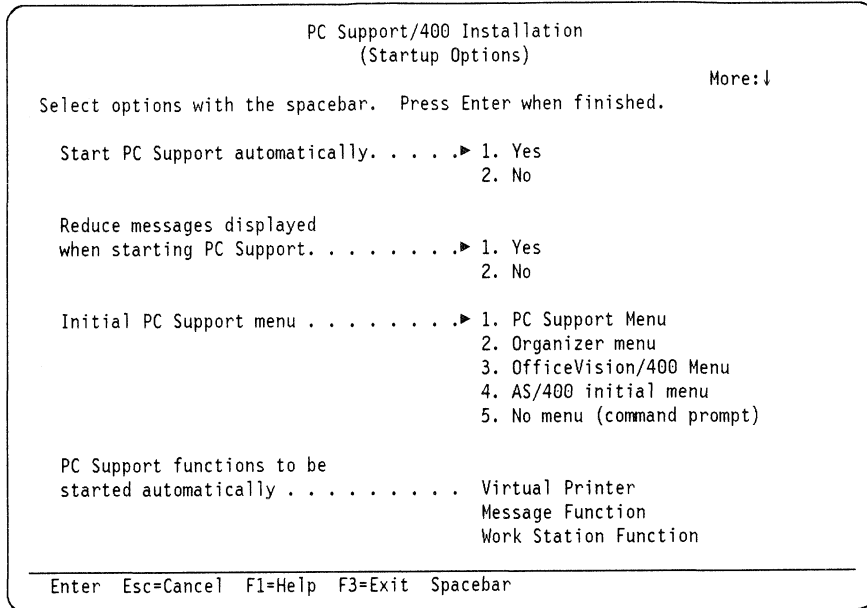 PC Support/400 Installation
(Startup Options)
More:↓
Select options with the spacebar. Press Enter when finished.
Start PC Support automatically. . . . . .► 1. Yes
2. No
Reduce messages displayed
when starting PC Support. . . . . . . . .► 1. Yes
2. No
Initial PC Support menu . . . . . . . . .► 1. PC Support Menu
2. Organizer menu
3. OfficeVision/400 Menu
4. AS/400 initial menu
5. No menu (command prompt)
PC Support functions to be
started automatically . . . . . . . . . . Virtual Printer
Message Function
Work Station Function
Enter Esc=Cancel F1=Help F3=Exit Spacebar